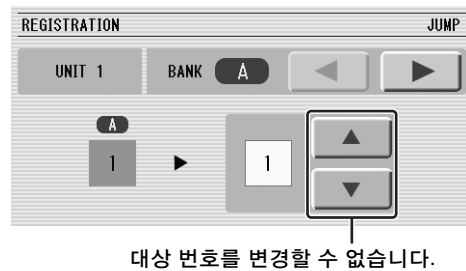 REGISTRATION JUMP
UNIT 1 BANK A
A
1 ▶ 1
대상 번호를 변경할 수 없습니다.